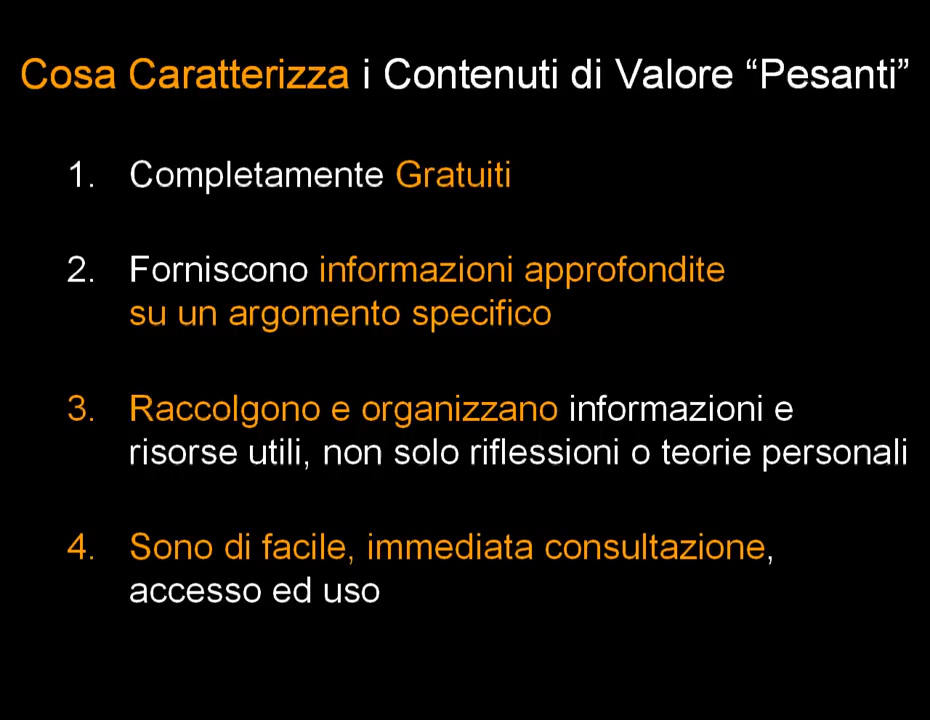 Cosa Caratterizza i Contenuti di Valore “Pesanti”
1. Completamente Gratuiti
2. Forniscono informazioni approfondite
su un argomento specifico
3. Raccolgono e organizzano informazioni e
risorse utili, non solo riflessioni o teorie personali
4. Sono di facile, immediata consultazione,
accesso ed uso